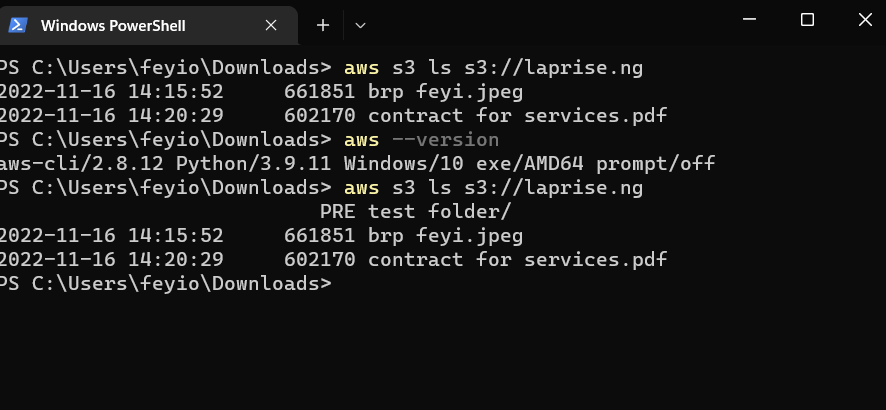 Windows PowerShell
PS C:\Users\feyio\Downloads> aws s3 ls s3://laprise.ng
2022-11-16 14:15:52     661851 brp feyi.jpeg
2022-11-16 14:20:29     602170 contract for services.pdf
PS C:\Users\feyio\Downloads> aws --version
aws-cli/2.8.12 Python/3.9.11 Windows/10 exe/AMD64 prompt/off
PS C:\Users\feyio\Downloads> aws s3 ls s3://laprise.ng
                           PRE test folder/
2022-11-16 14:15:52     661851 brp feyi.jpeg
2022-11-16 14:20:29     602170 contract for services.pdf
PS C:\Users\feyio\Downloads>